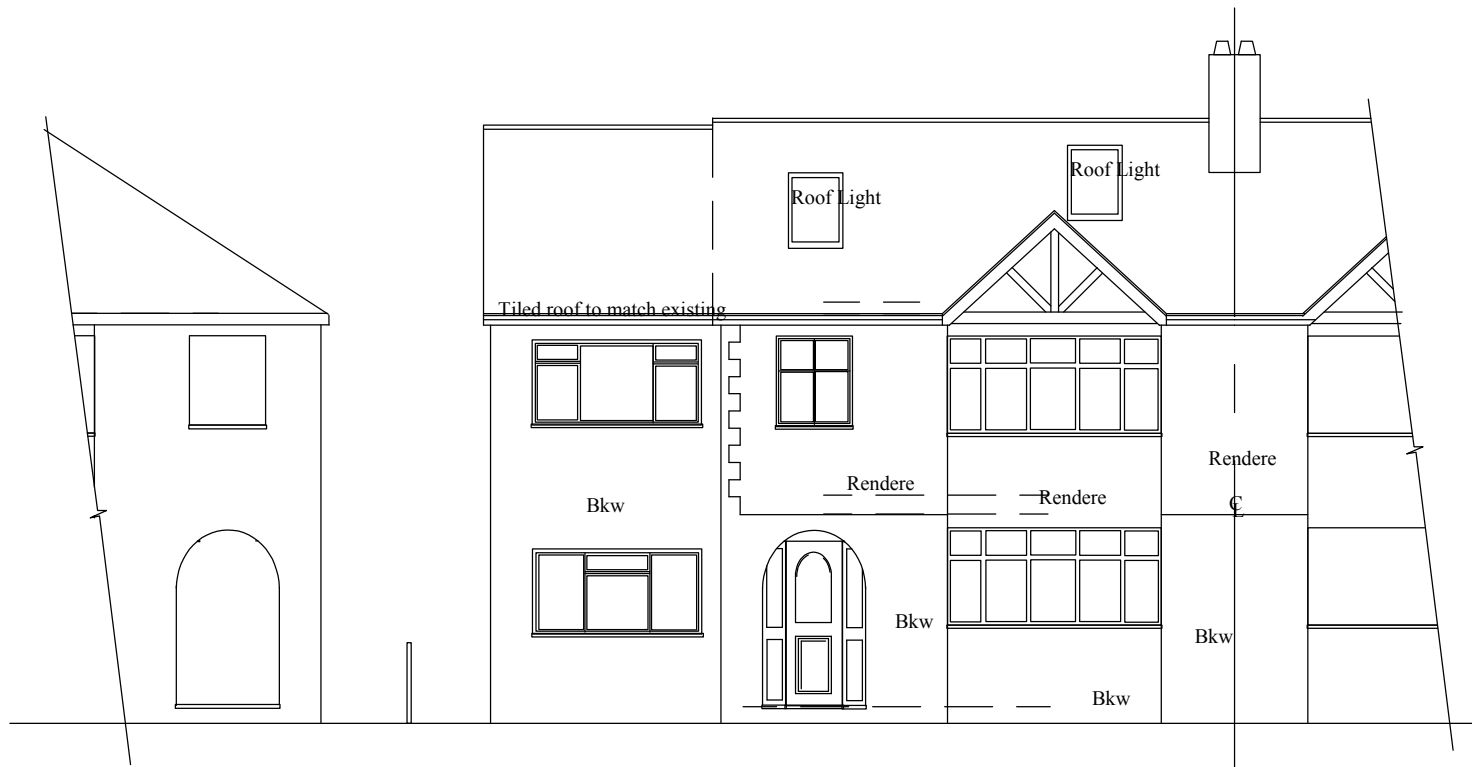 Roof Light
Roof Light
Tiled roof to match existing
Rendere
Rendere
Rendere
Bkw
℄
Bkw
Bkw
Bkw